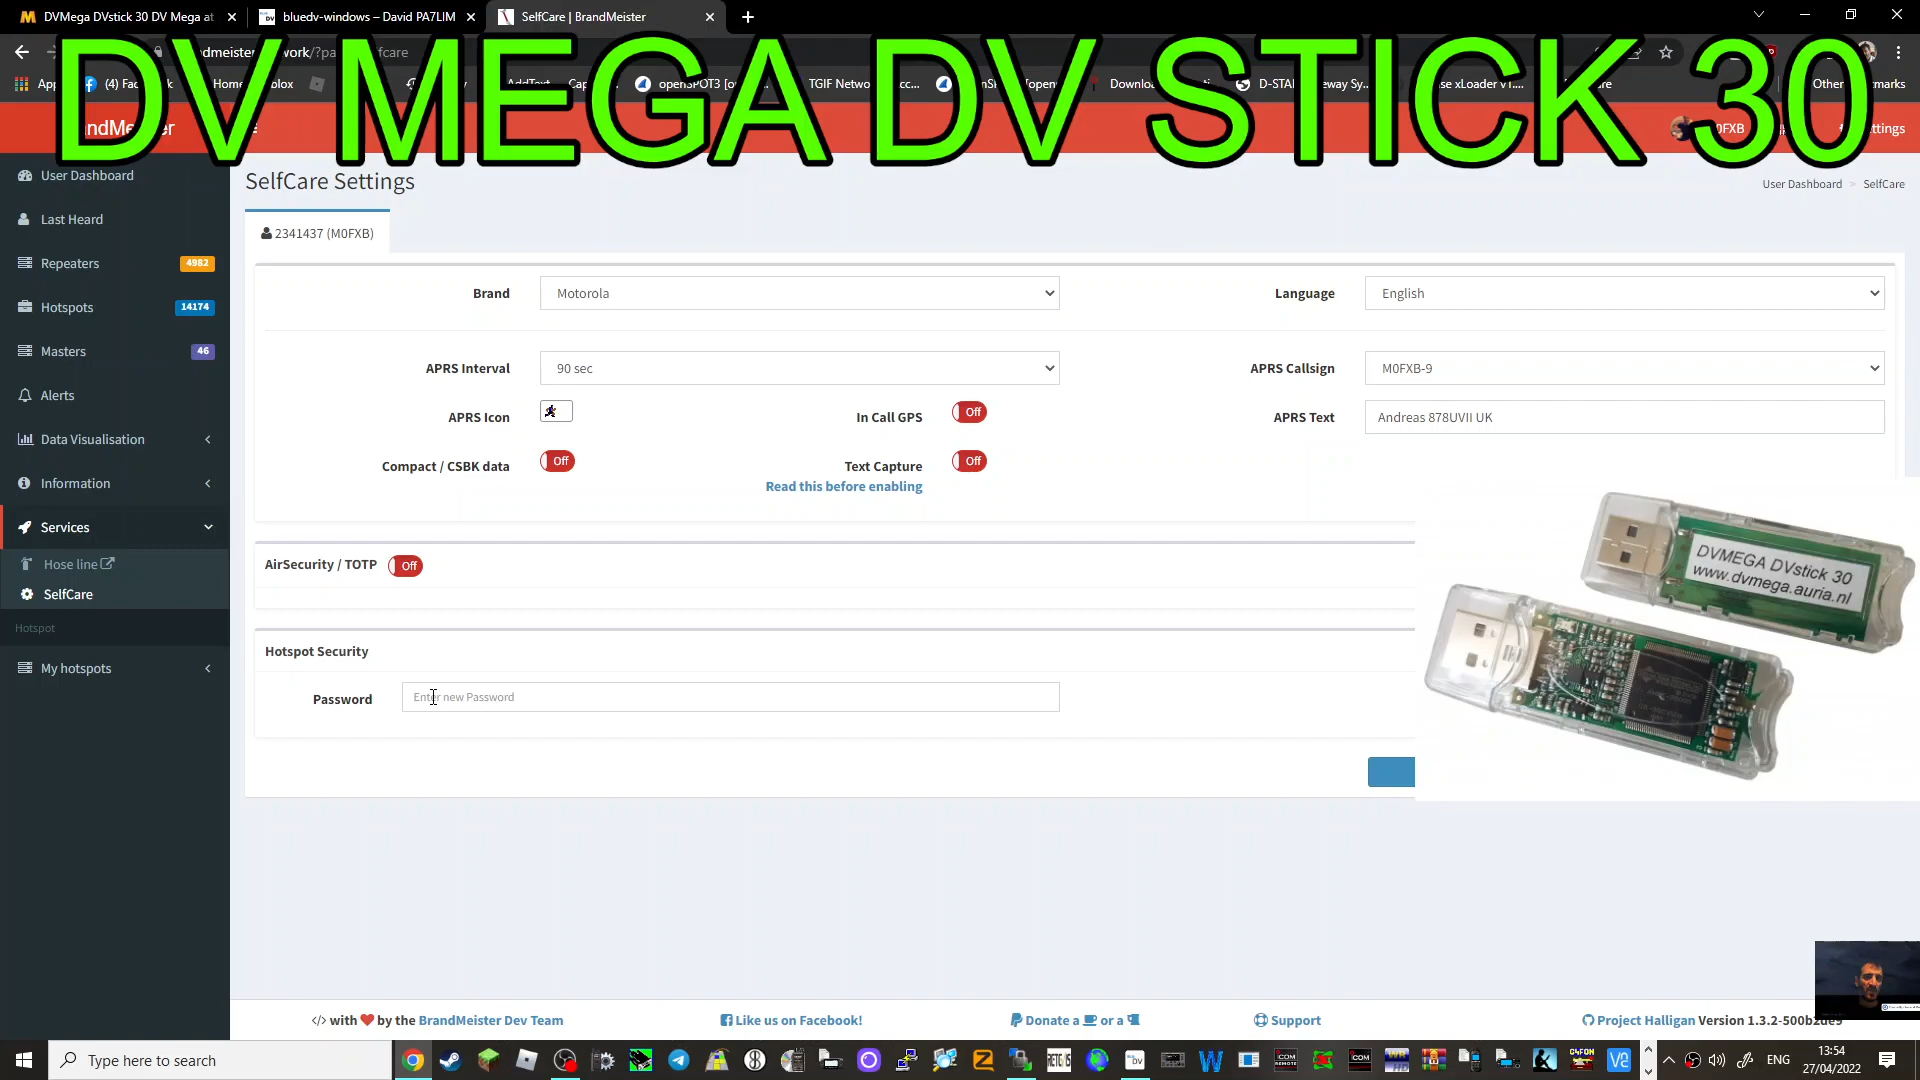 DVMega DVstick 30 DV Mega at
bluedv-windows – David PA7LIM
SelfCare | BrandMeister
DV MEGA DV STICK 30
SelfCare Settings
User Dashboard > SelfCare
User Dashboard
Last Heard
Repeaters 4982
Hotspots 14174
Masters 46
Alerts
Data Visualisation
Information
Services
Hose line
SelfCare
Hotspot
My hotspots
2341437 (M0FXB)
Brand Motorola
Language English
APRS Interval 90 sec
APRS Callsign M0FXB-9
APRS Icon
In Call GPS Off
APRS Text Andreas 878UVII UK
Compact / CSBK data Off
Text Capture Off
Read this before enabling
AirSecurity / TOTP Off
Hotspot Security
Password Enter new Password
DVMEGA DVstick 30
www.dvmega.auria.nl
</> with ❤ by the BrandMeister Dev Team
Like us on Facebook!
Donate a or a
Support
Project Halligan Version 1.3.2-500b2de9
Type here to search
ENG
13:54
27/04/2022